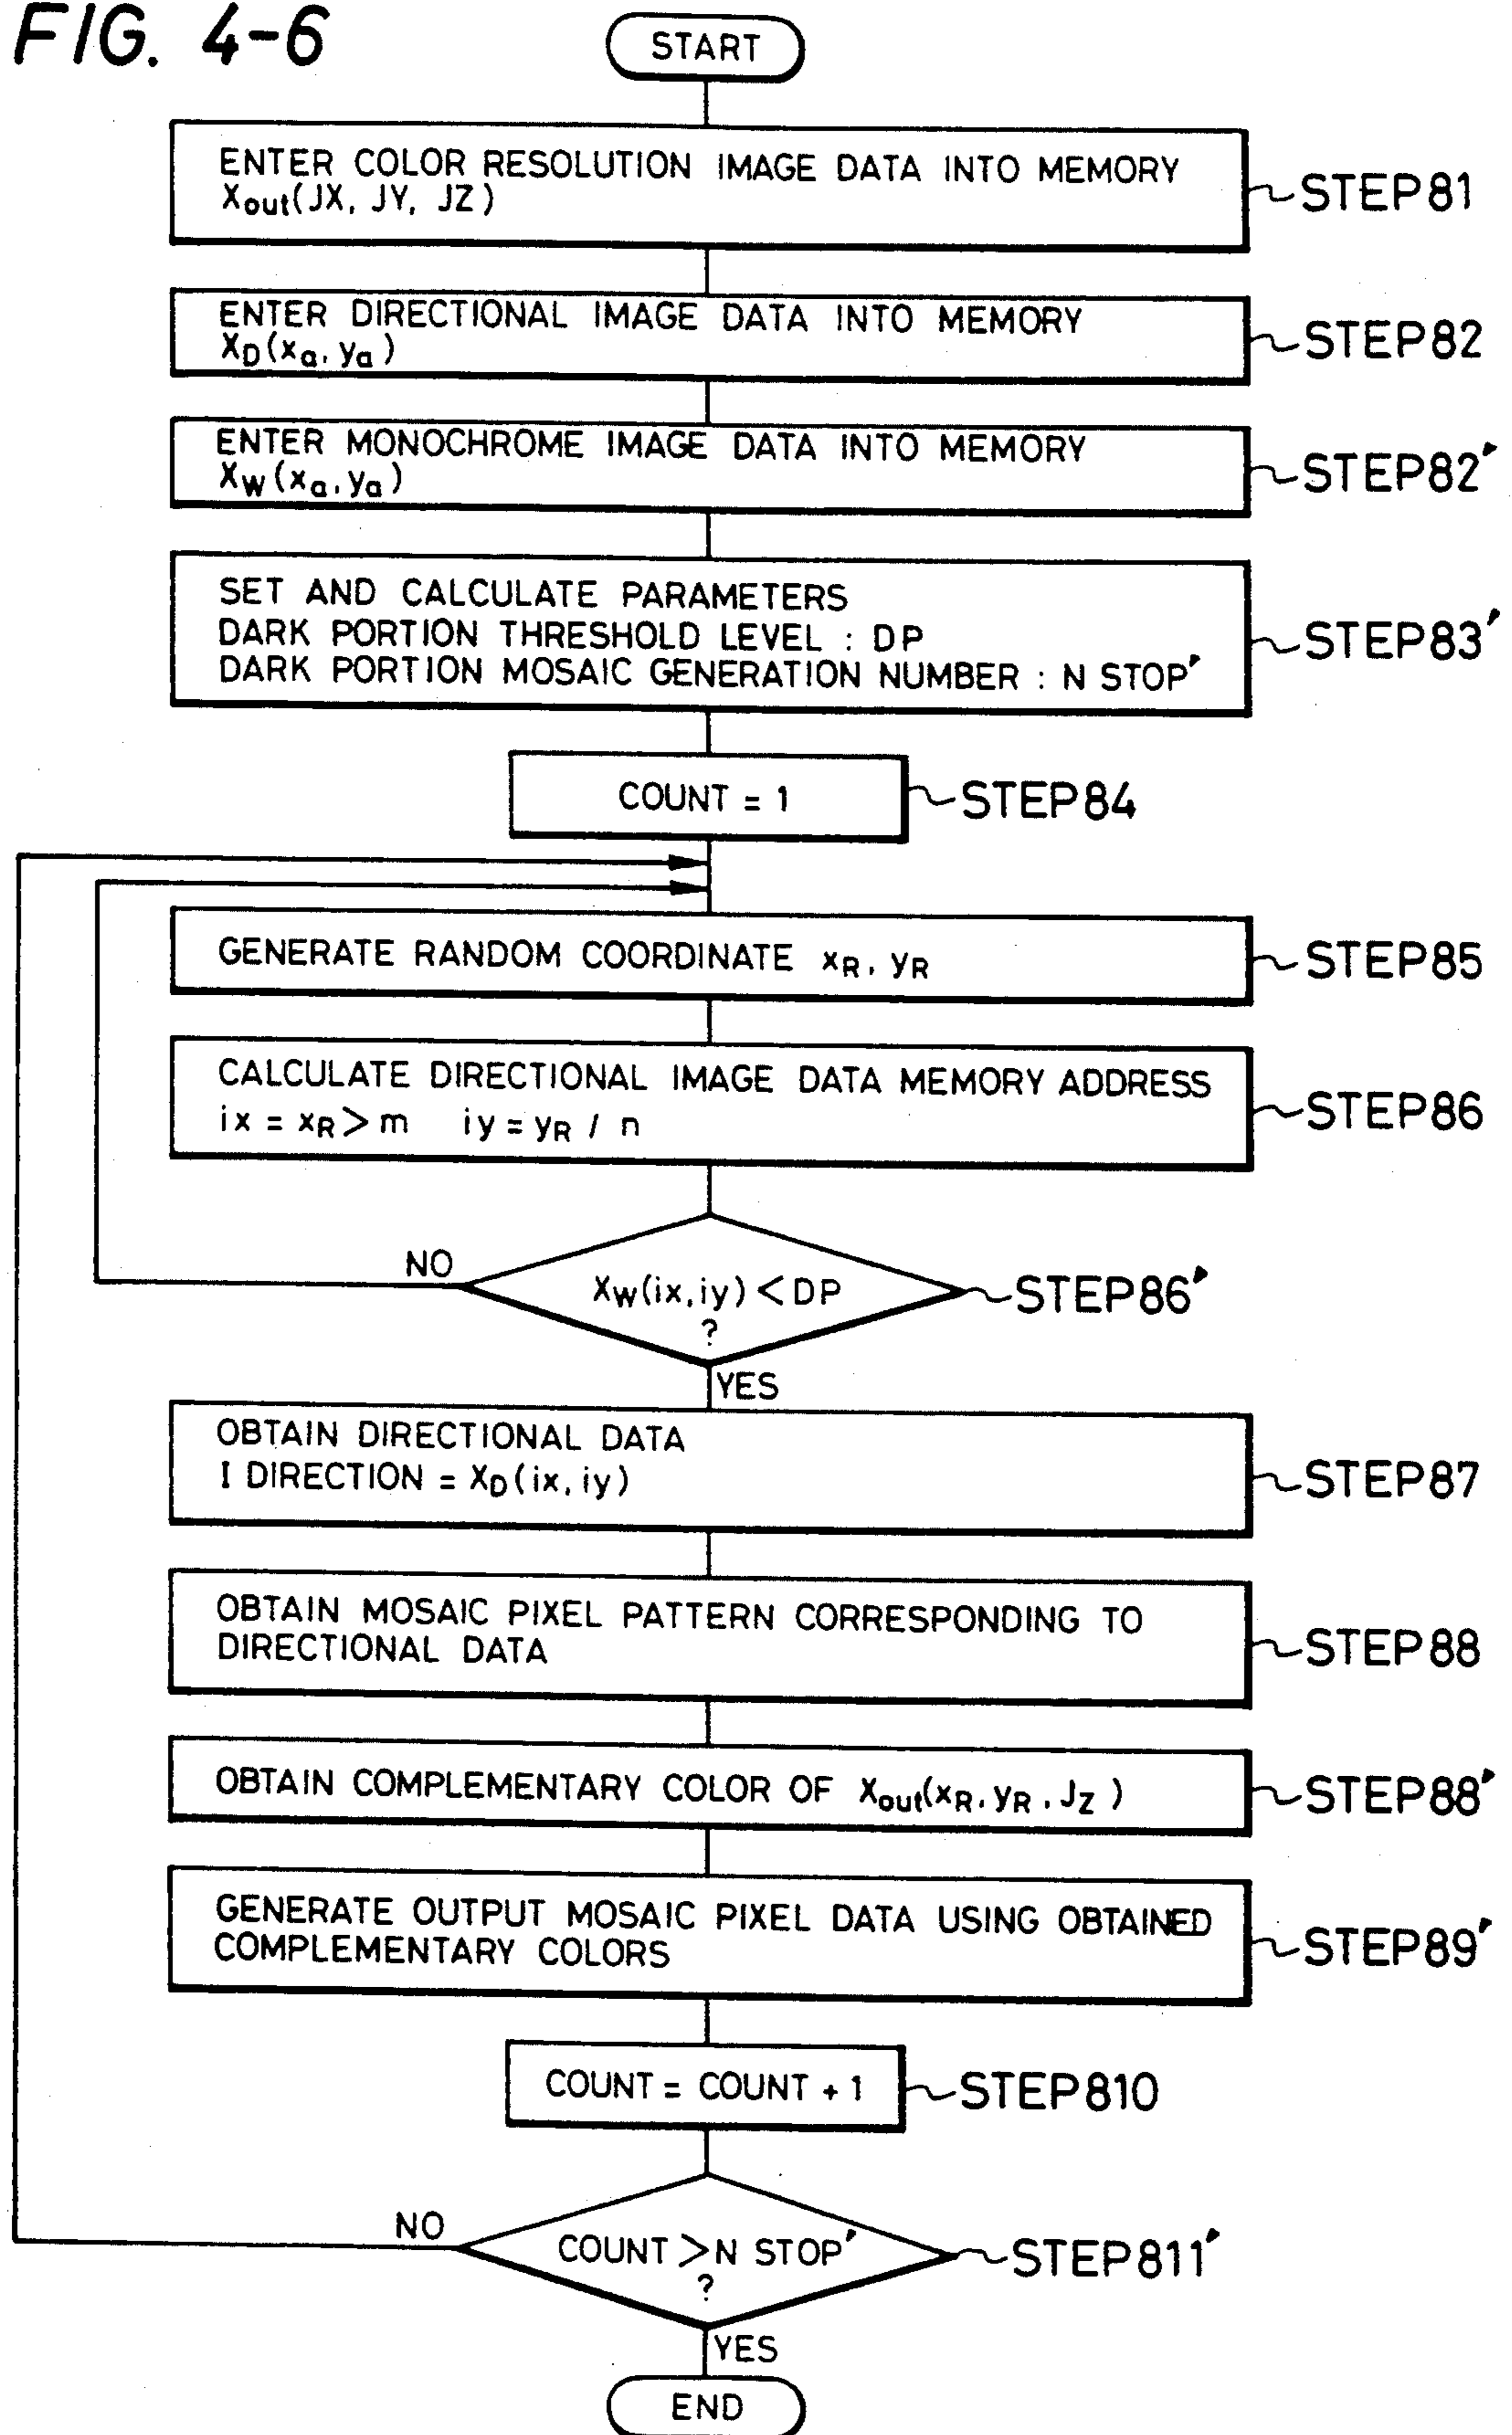 FIG. 4-6
START
ENTER COLOR RESOLUTION IMAGE DATA INTO MEMORY
Xout(JX, JY, JZ)
STEP81
ENTER DIRECTIONAL IMAGE DATA INTO MEMORY
XD(xa, ya)
STEP82
ENTER MONOCHROME IMAGE DATA INTO MEMORY
XW(xa, ya)
STEP82'
SET AND CALCULATE PARAMETERS
DARK PORTION THRESHOLD LEVEL : DP
DARK PORTION MOSAIC GENERATION NUMBER : N STOP'
STEP83'
COUNT = 1
STEP84
GENERATE RANDOM COORDINATE xR, yR
STEP85
CALCULATE DIRECTIONAL IMAGE DATA MEMORY ADDRESS
ix = xR > m iy = yR / n
STEP86
NO
XW(ix, iy) < DP
?
STEP86'
YES
OBTAIN DIRECTIONAL DATA
I DIRECTION = XD(ix, iy)
STEP87
OBTAIN MOSAIC PIXEL PATTERN CORRESPONDING TO
DIRECTIONAL DATA
STEP88
OBTAIN COMPLEMENTARY COLOR OF Xout(xR, yR, JZ)
STEP88'
GENERATE OUTPUT MOSAIC PIXEL DATA USING OBTAINED
COMPLEMENTARY COLORS
STEP89'
COUNT = COUNT + 1
STEP810
NO
COUNT > N STOP'
?
STEP811'
YES
END